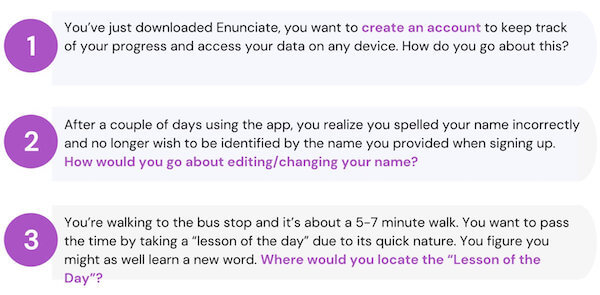 1
You’ve just downloaded Enunciate, you want to create an account to keep track
of your progress and access your data on any device. How do you go about this?
2
After a couple of days using the app, you realize you spelled your name incorrectly
and no longer wish to be identified by the name you provided when signing up.
How would you go about editing/changing your name?
3
You’re walking to the bus stop and it’s about a 5-7 minute walk. You want to pass
the time by taking a “lesson of the day” due to its quick nature. You figure you
might as well learn a new word. Where would you locate the “Lesson of the
Day”?